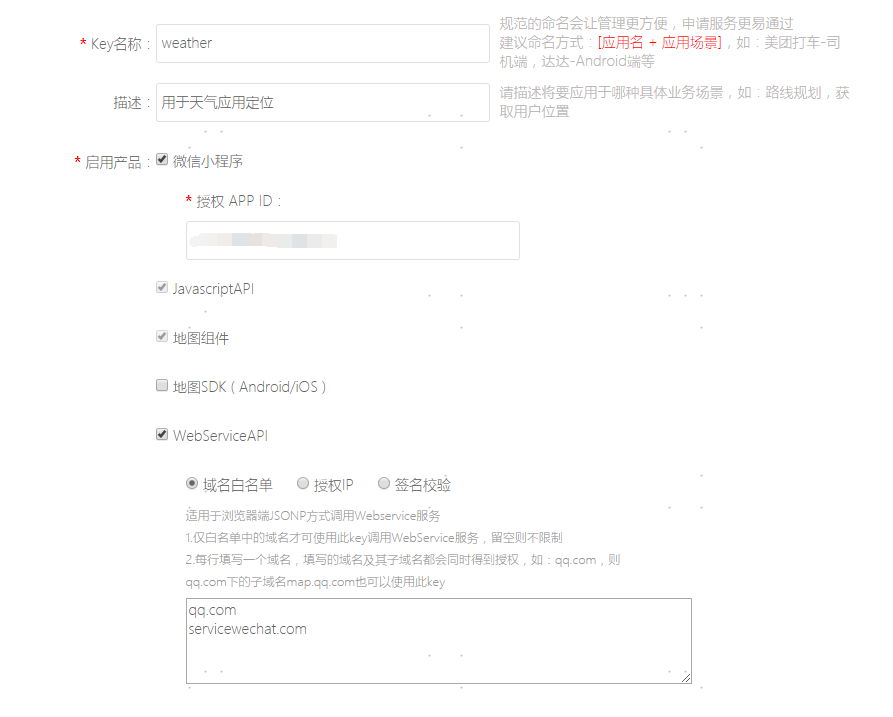 规范的命名会让管理更方便，申请服务更易通过
* Key名称： weather
建议命名方式：[应用名 + 应用场景]，如：美团打车-司
机端，达达-Android端等
描述： 用于天气应用定位
请描述将要应用于哪种具体业务场景，如：路线规划，获
取用户位置
* 启用产品： 微信小程序
* 授权 APP ID：
JavascriptAPI
地图组件
地图SDK（Android/iOS）
WebServiceAPI
域名白名单 授权IP 签名校验
适用于浏览器端JSONP方式调用Webservice服务
1.仅白名单中的域名才可使用此key调用WebService服务，留空则不限制
2.每行填写一个域名，填写的域名及其子域名都会同时得到授权，如：qq.com，则
qq.com下的子域名map.qq.com也可以使用此key
qq.com
servicewechat.com